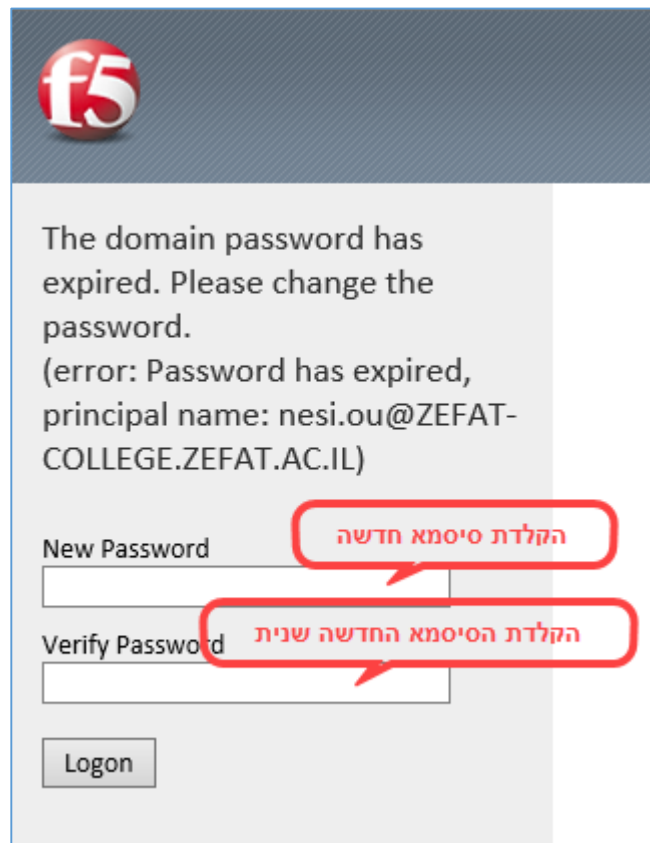 f5
The domain password has
expired. Please change the
password.
(error: Password has expired,
principal name: nesi.ou@ZEFAT-
COLLEGE.ZEFAT.AC.IL)
הקלדת סיסמא חדשה
New Password
הקלדת הסיסמא החדשה שנית
Verify Password
Logon